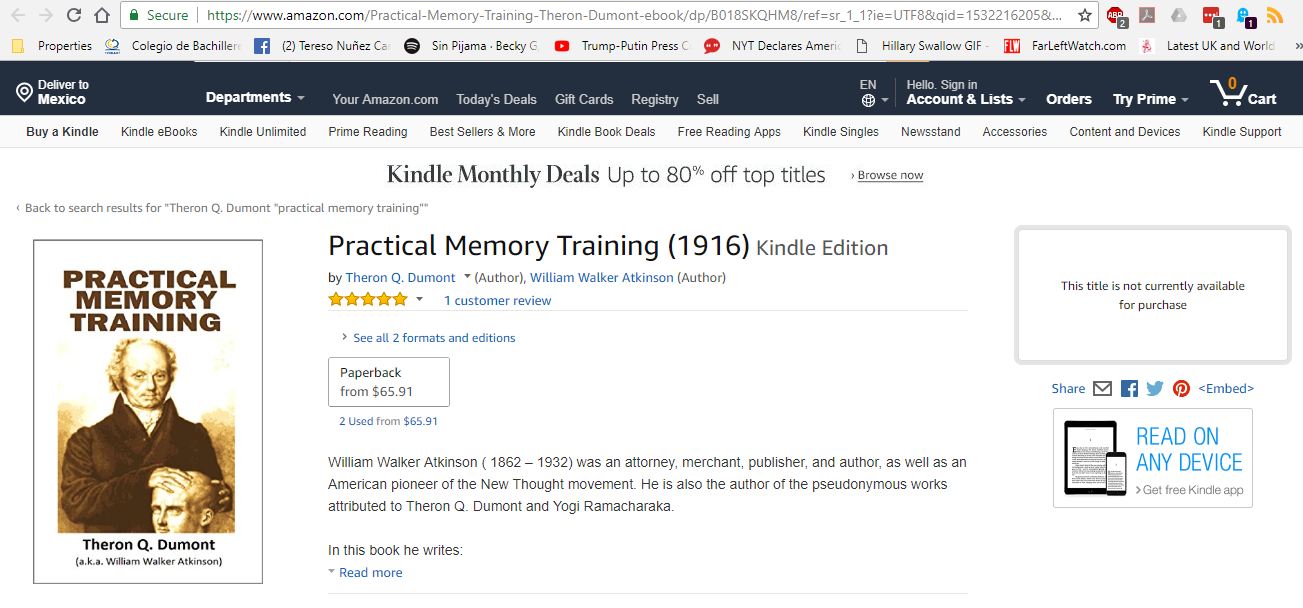 Secure https://www.amazon.com/Practical-Memory-Training-Theron-Dumont-ebook/dp/B018SKQHM8/ref=sr_1_1?ie=UTF8&qid=1532216205&...
ABP 2 1 1
Properties Colegio de Bachillere (2) Tereso Nuñez Ca Sin Pijama - Becky G, Trump-Putin Press C NYT Declares Americ Hillary Swallow GIF - FLW FarLeftWatch.com Latest UK and World »
Deliver to
Mexico
Departments Your Amazon.com Today's Deals Gift Cards Registry Sell
EN
Hello. Sign in
Account & Lists Orders Try Prime 0 Cart
Buy a Kindle Kindle eBooks Kindle Unlimited Prime Reading Best Sellers & More Kindle Book Deals Free Reading Apps Kindle Singles Newsstand Accessories Content and Devices Kindle Support
Kindle Monthly Deals Up to 80% off top titles › Browse now
‹ Back to search results for "Theron Q. Dumont "practical memory training""
PRACTICAL
MEMORY
TRAINING
Theron Q. Dumont
(a.k.a. William Walker Atkinson)
Practical Memory Training (1916) Kindle Edition
by Theron Q. Dumont (Author), William Walker Atkinson (Author)
1 customer review
› See all 2 formats and editions
Paperback
from $65.91
2 Used from $65.91
William Walker Atkinson ( 1862 – 1932) was an attorney, merchant, publisher, and author, as well as an
American pioneer of the New Thought movement. He is also the author of the pseudonymous works
attributed to Theron Q. Dumont and Yogi Ramacharaka.
In this book he writes:
Read more
This title is not currently available
for purchase
Share <Embed>
READ ON
ANY DEVICE
› Get free Kindle app